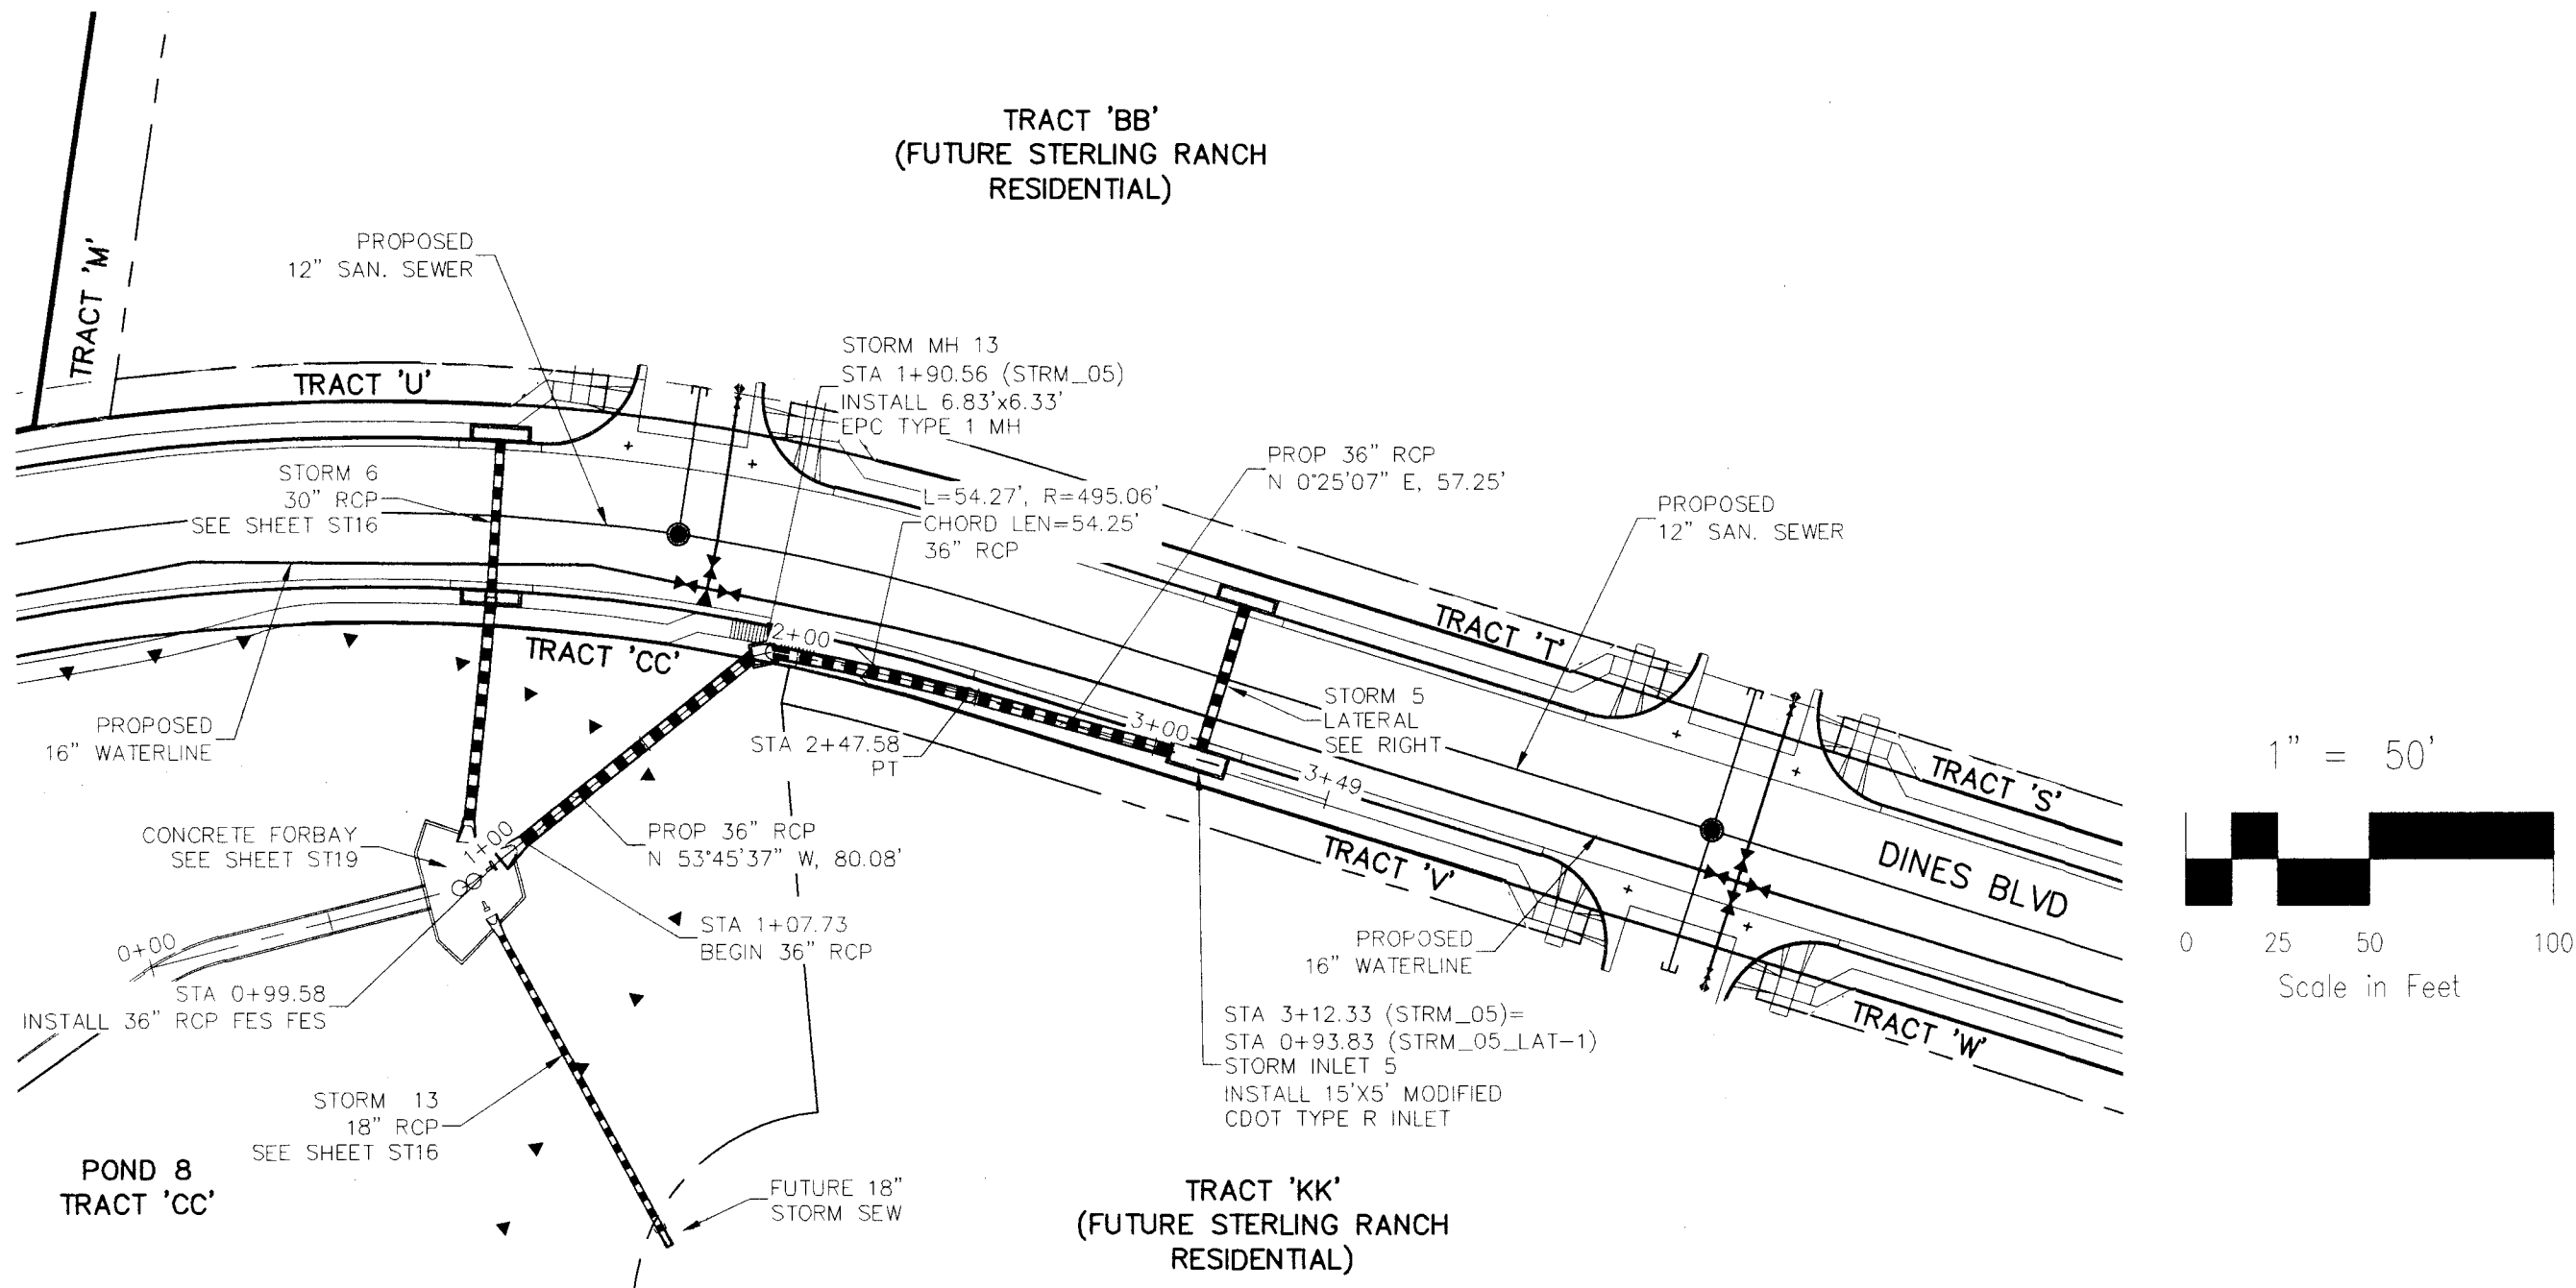 TRACT 'BB'
(FUTURE STERLING RANCH
RESIDENTIAL)
TRACT 'M'
PROPOSED
12" SAN. SEWER
STORM MH 13
STA 1+90.56 (STRM_05)
INSTALL 6.83'x6.33'
EPC TYPE 1 MH
TRACT 'U'
STORM 6
30" RCP
SEE SHEET ST16
L=54.27', R=495.06'
CHORD LEN=54.25'
36" RCP
PROP 36" RCP
N 0°25'07" E, 57.25'
PROPOSED
12" SAN. SEWER
TRACT 'T'
2+00
TRACT 'CC'
PROPOSED
16" WATERLINE
STA 2+47.58
PT
3+00
STORM 5
LATERAL
SEE RIGHT
3+49
TRACT 'S'
1" = 50'
CONCRETE FORBAY
SEE SHEET ST19
1+00
PROP 36" RCP
N 53°45'37" W, 80.08'
TRACT 'V'
DINES BLVD
0 25 50 100
Scale in Feet
0+00
STA 1+07.73
BEGIN 36" RCP
PROPOSED
16" WATERLINE
STA 0+99.58
INSTALL 36" RCP FES FES
STA 3+12.33 (STRM_05)=
STA 0+93.83 (STRM_05_LAT-1)
STORM INLET 5
INSTALL 15'X5' MODIFIED
CDOT TYPE R INLET
TRACT 'W'
STORM 13
18" RCP
SEE SHEET ST16
POND 8
TRACT 'CC'
FUTURE 18"
STORM SEW
TRACT 'KK'
(FUTURE STERLING RANCH
RESIDENTIAL)